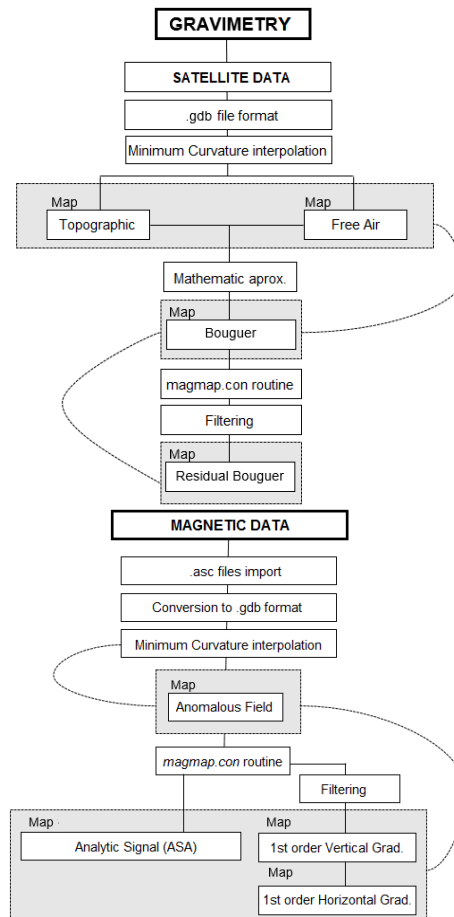 GRAVIMETRY
SATELLITE DATA
.gdb file format
Minimum Curvature interpolation
Map
Topographic
Map
Free Air
Mathematic aprox.
Map
Bouguer
magmap.con routine
Filtering
Map
Residual Bouguer
MAGNETIC DATA
.asc files import
Conversion to .gdb format
Minimum Curvature interpolation
Map
Anomalous Field
magmap.con routine
Filtering
Map
Analytic Signal (ASA)
Map
1st order Vertical Grad.
Map
1st order Horizontal Grad.